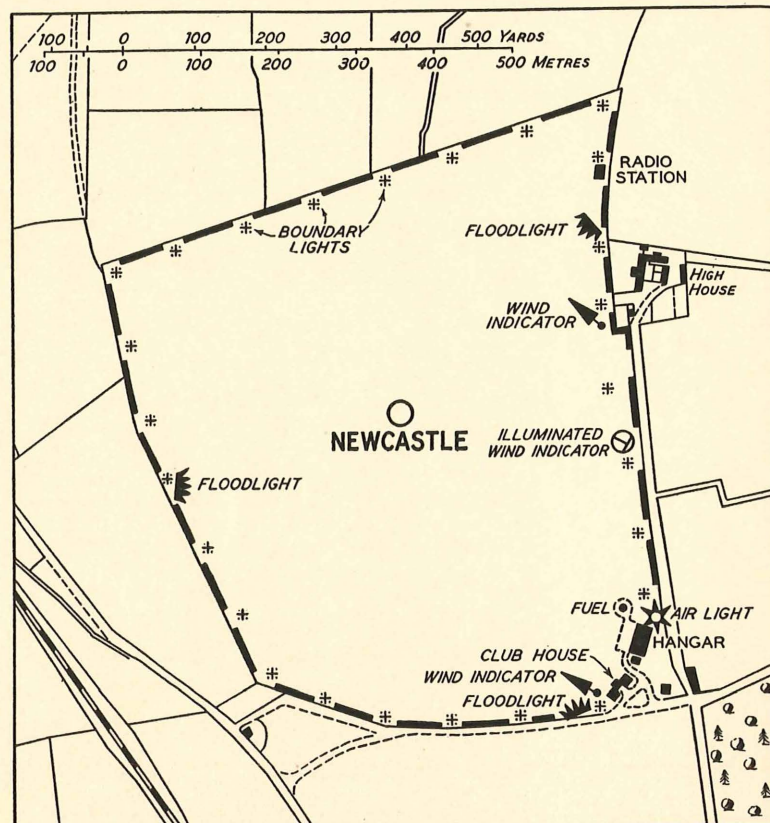 100 0 100 200 300 400 500 YARDS
100 0 100 200 300 400 500 METRES
RADIO
STATION
BOUNDARY
LIGHTS
FLOODLIGHT
HIGH
HOUSE
WIND
INDICATOR
NEWCASTLE
ILLUMINATED
WIND INDICATOR
FLOODLIGHT
FUEL
AIR LIGHT
HANGAR
CLUB HOUSE
WIND INDICATOR
FLOODLIGHT